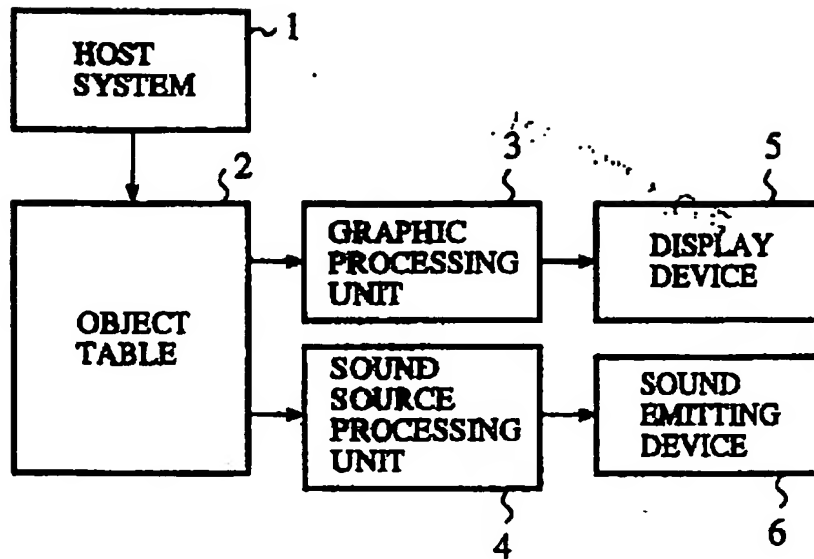 1
HOST
SYSTEM
2
OBJECT
TABLE
3
GRAPHIC
PROCESSING
UNIT
5
DISPLAY
DEVICE
SOUND
SOURCE
PROCESSING
UNIT
4
SOUND
EMITTING
DEVICE
6